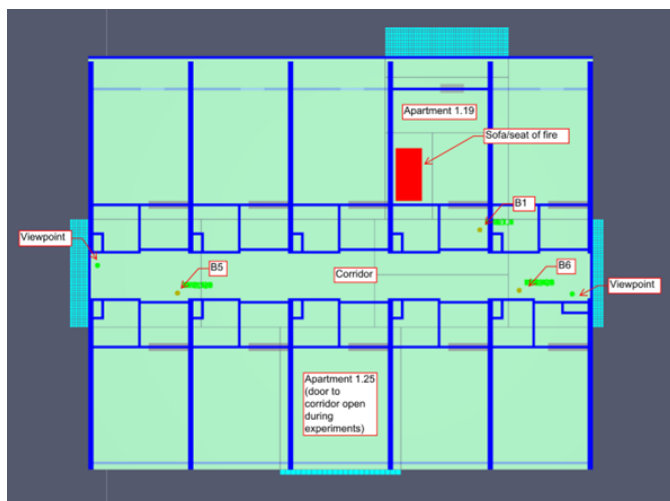 Apartment 1.19
Sofa/seat of fire
B1
Viewpoint
B5
Corridor
B6
Viewpoint
Apartment 1.25
(door to
corridor open
during
experiments)